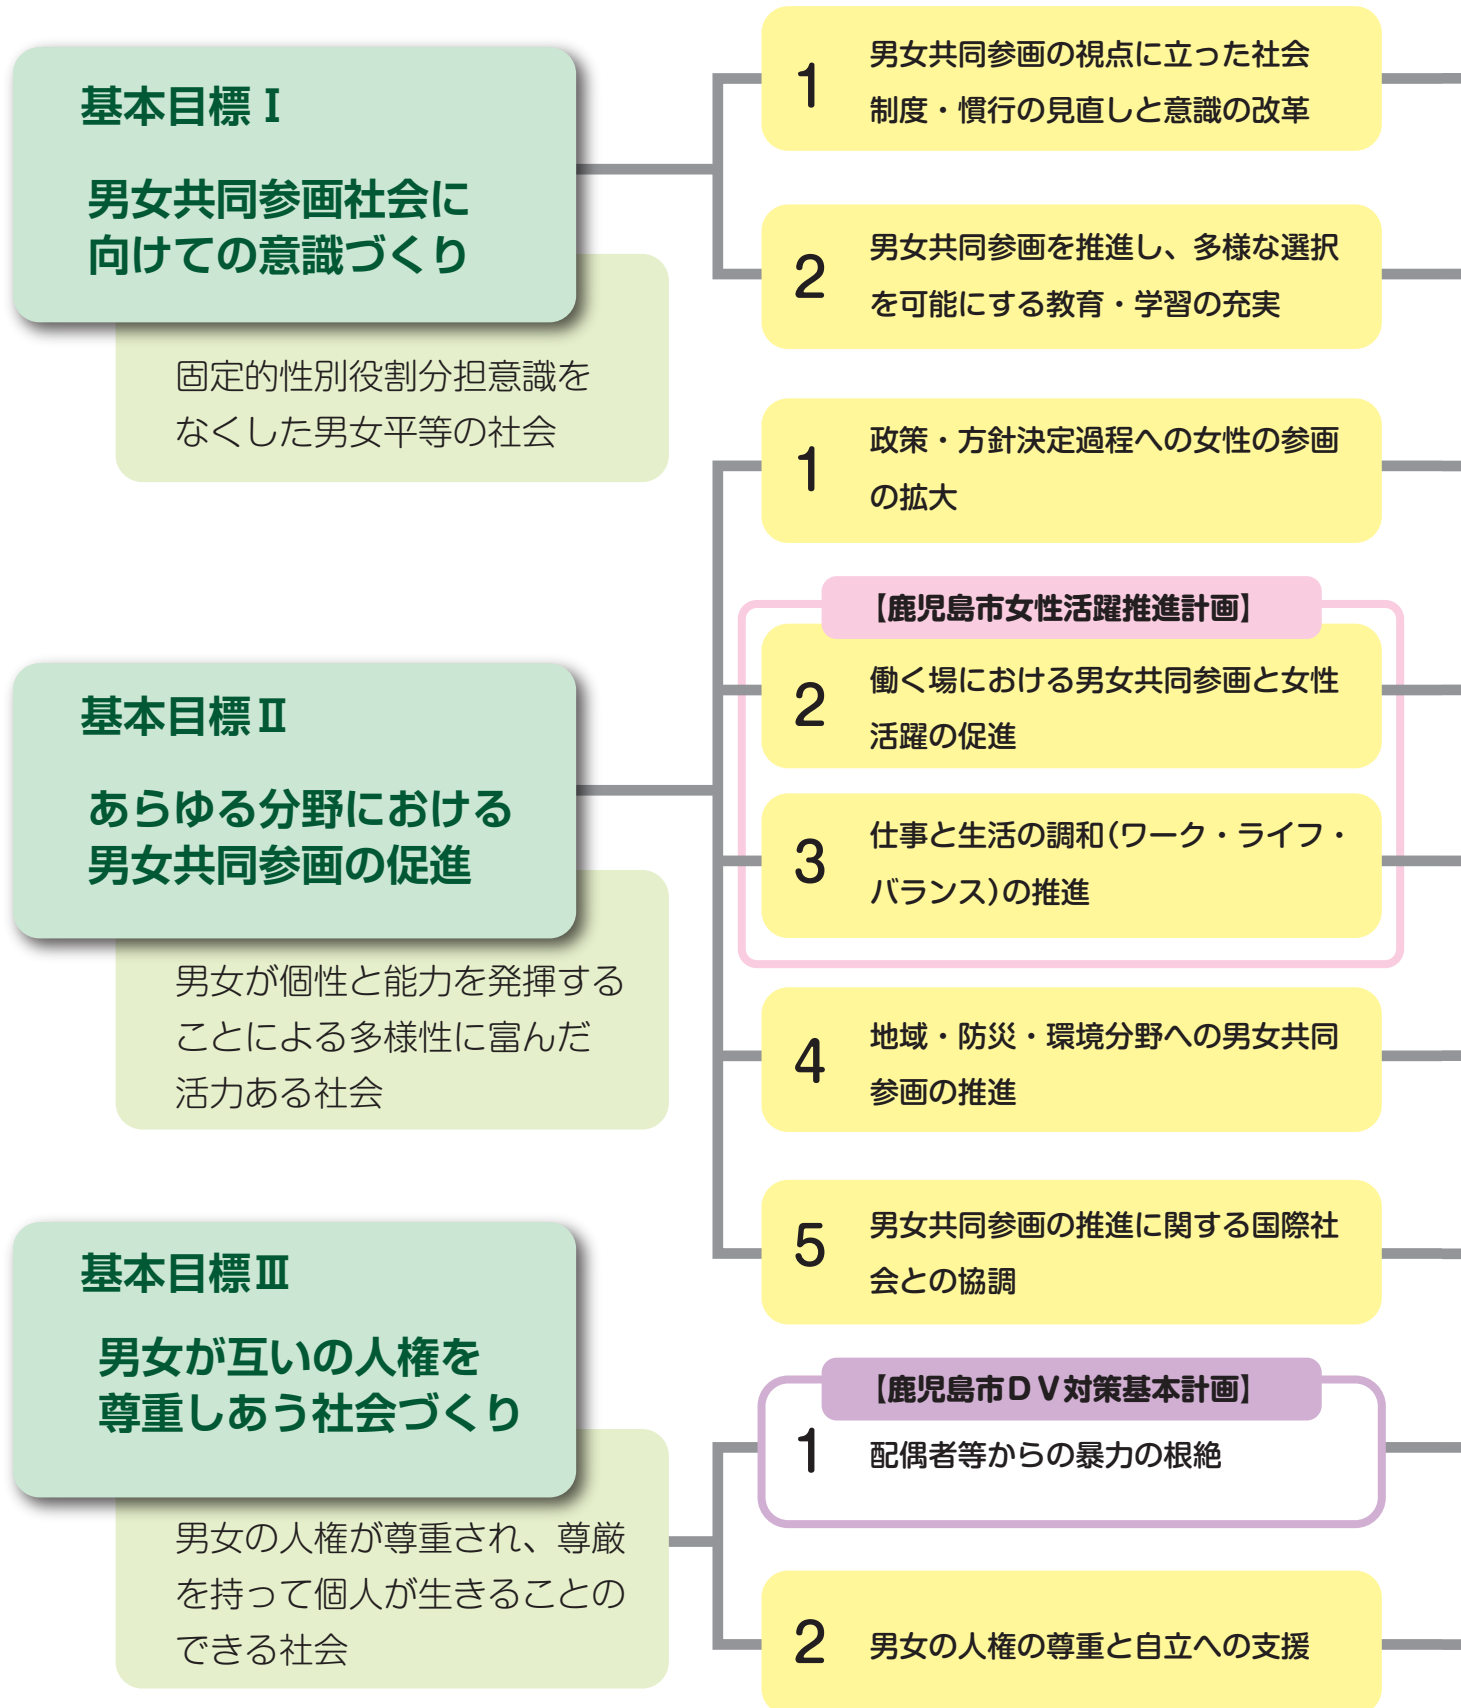 基本目標Ⅰ
男女共同参画社会に
向けての意識づくり
固定的性別役割分担意識を
なくした男女平等の社会
1
男女共同参画の視点に立った社会
制度・慣行の見直しと意識の改革
2
男女共同参画を推進し、多様な選択
を可能にする教育・学習の充実
基本目標Ⅱ
あらゆる分野における
男女共同参画の促進
男女が個性と能力を発揮する
ことによる多様性に富んだ
活力ある社会
1
政策・方針決定過程への女性の参画
の拡大
【鹿児島市女性活躍推進計画】
2
働く場における男女共同参画と女性
活躍の促進
3
仕事と生活の調和(ワーク・ライフ・
バランス)の推進
4
地域・防災・環境分野への男女共同
参画の推進
5
男女共同参画の推進に関する国際社
会との協調
基本目標Ⅲ
男女が互いの人権を
尊重しあう社会づくり
男女の人権が尊重され、尊厳
を持って個人が生きることの
できる社会
【鹿児島市ＤＶ対策基本計画】
1
配偶者等からの暴力の根絶
2
男女の人権の尊重と自立への支援